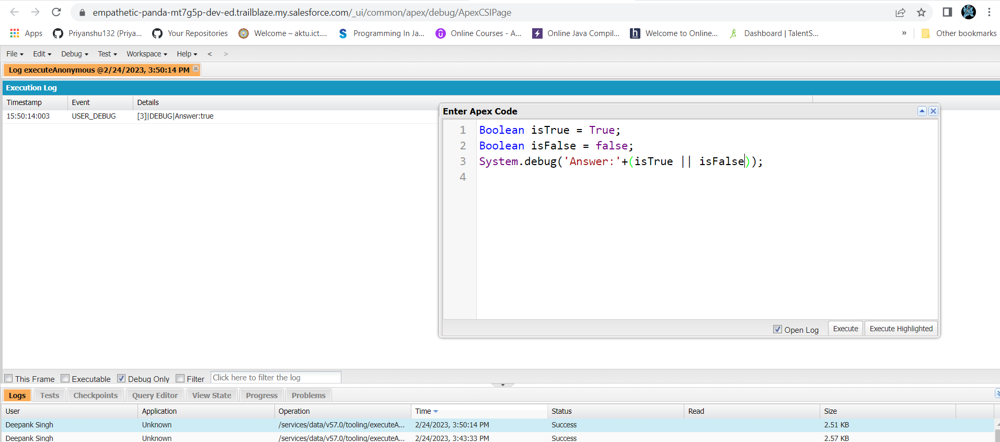 empathetic-panda-mt7g5p-dev-ed.trailblaze.my.salesforce.com/_ui/common/apex/debug/ApexCSIPage
Apps Priyanshu132 (Priya... Your Repositories Welcome – aktu.ict.... Programming In Ja... Online Courses - A... Online Java Compil... h Welcome to Online... Dashboard | TalentS... » Other bookmarks
File Edit Debug Test Workspace Help < >
Log executeAnonymous @2/24/2023, 3:50:14 PM
Execution Log
Timestamp Event Details
15:50:14:003 USER_DEBUG [3]|DEBUG|Answer:true
Enter Apex Code
1 Boolean isTrue = True;
2 Boolean isFalse = false;
3 System.debug('Answer:'+(isTrue || isFalse));
4
Open Log Execute Execute Highlighted
This Frame Executable Debug Only Filter Click here to filter the log
Logs Tests Checkpoints Query Editor View State Progress Problems
User Application Operation Time Status Read Size
Deepank Singh Unknown /services/data/v57.0/tooling/executeA... 2/24/2023, 3:50:14 PM Success 2.51 KB
Deepank Singh Unknown /services/data/v57.0/tooling/executeA... 2/24/2023, 3:43:33 PM Success 2.57 KB